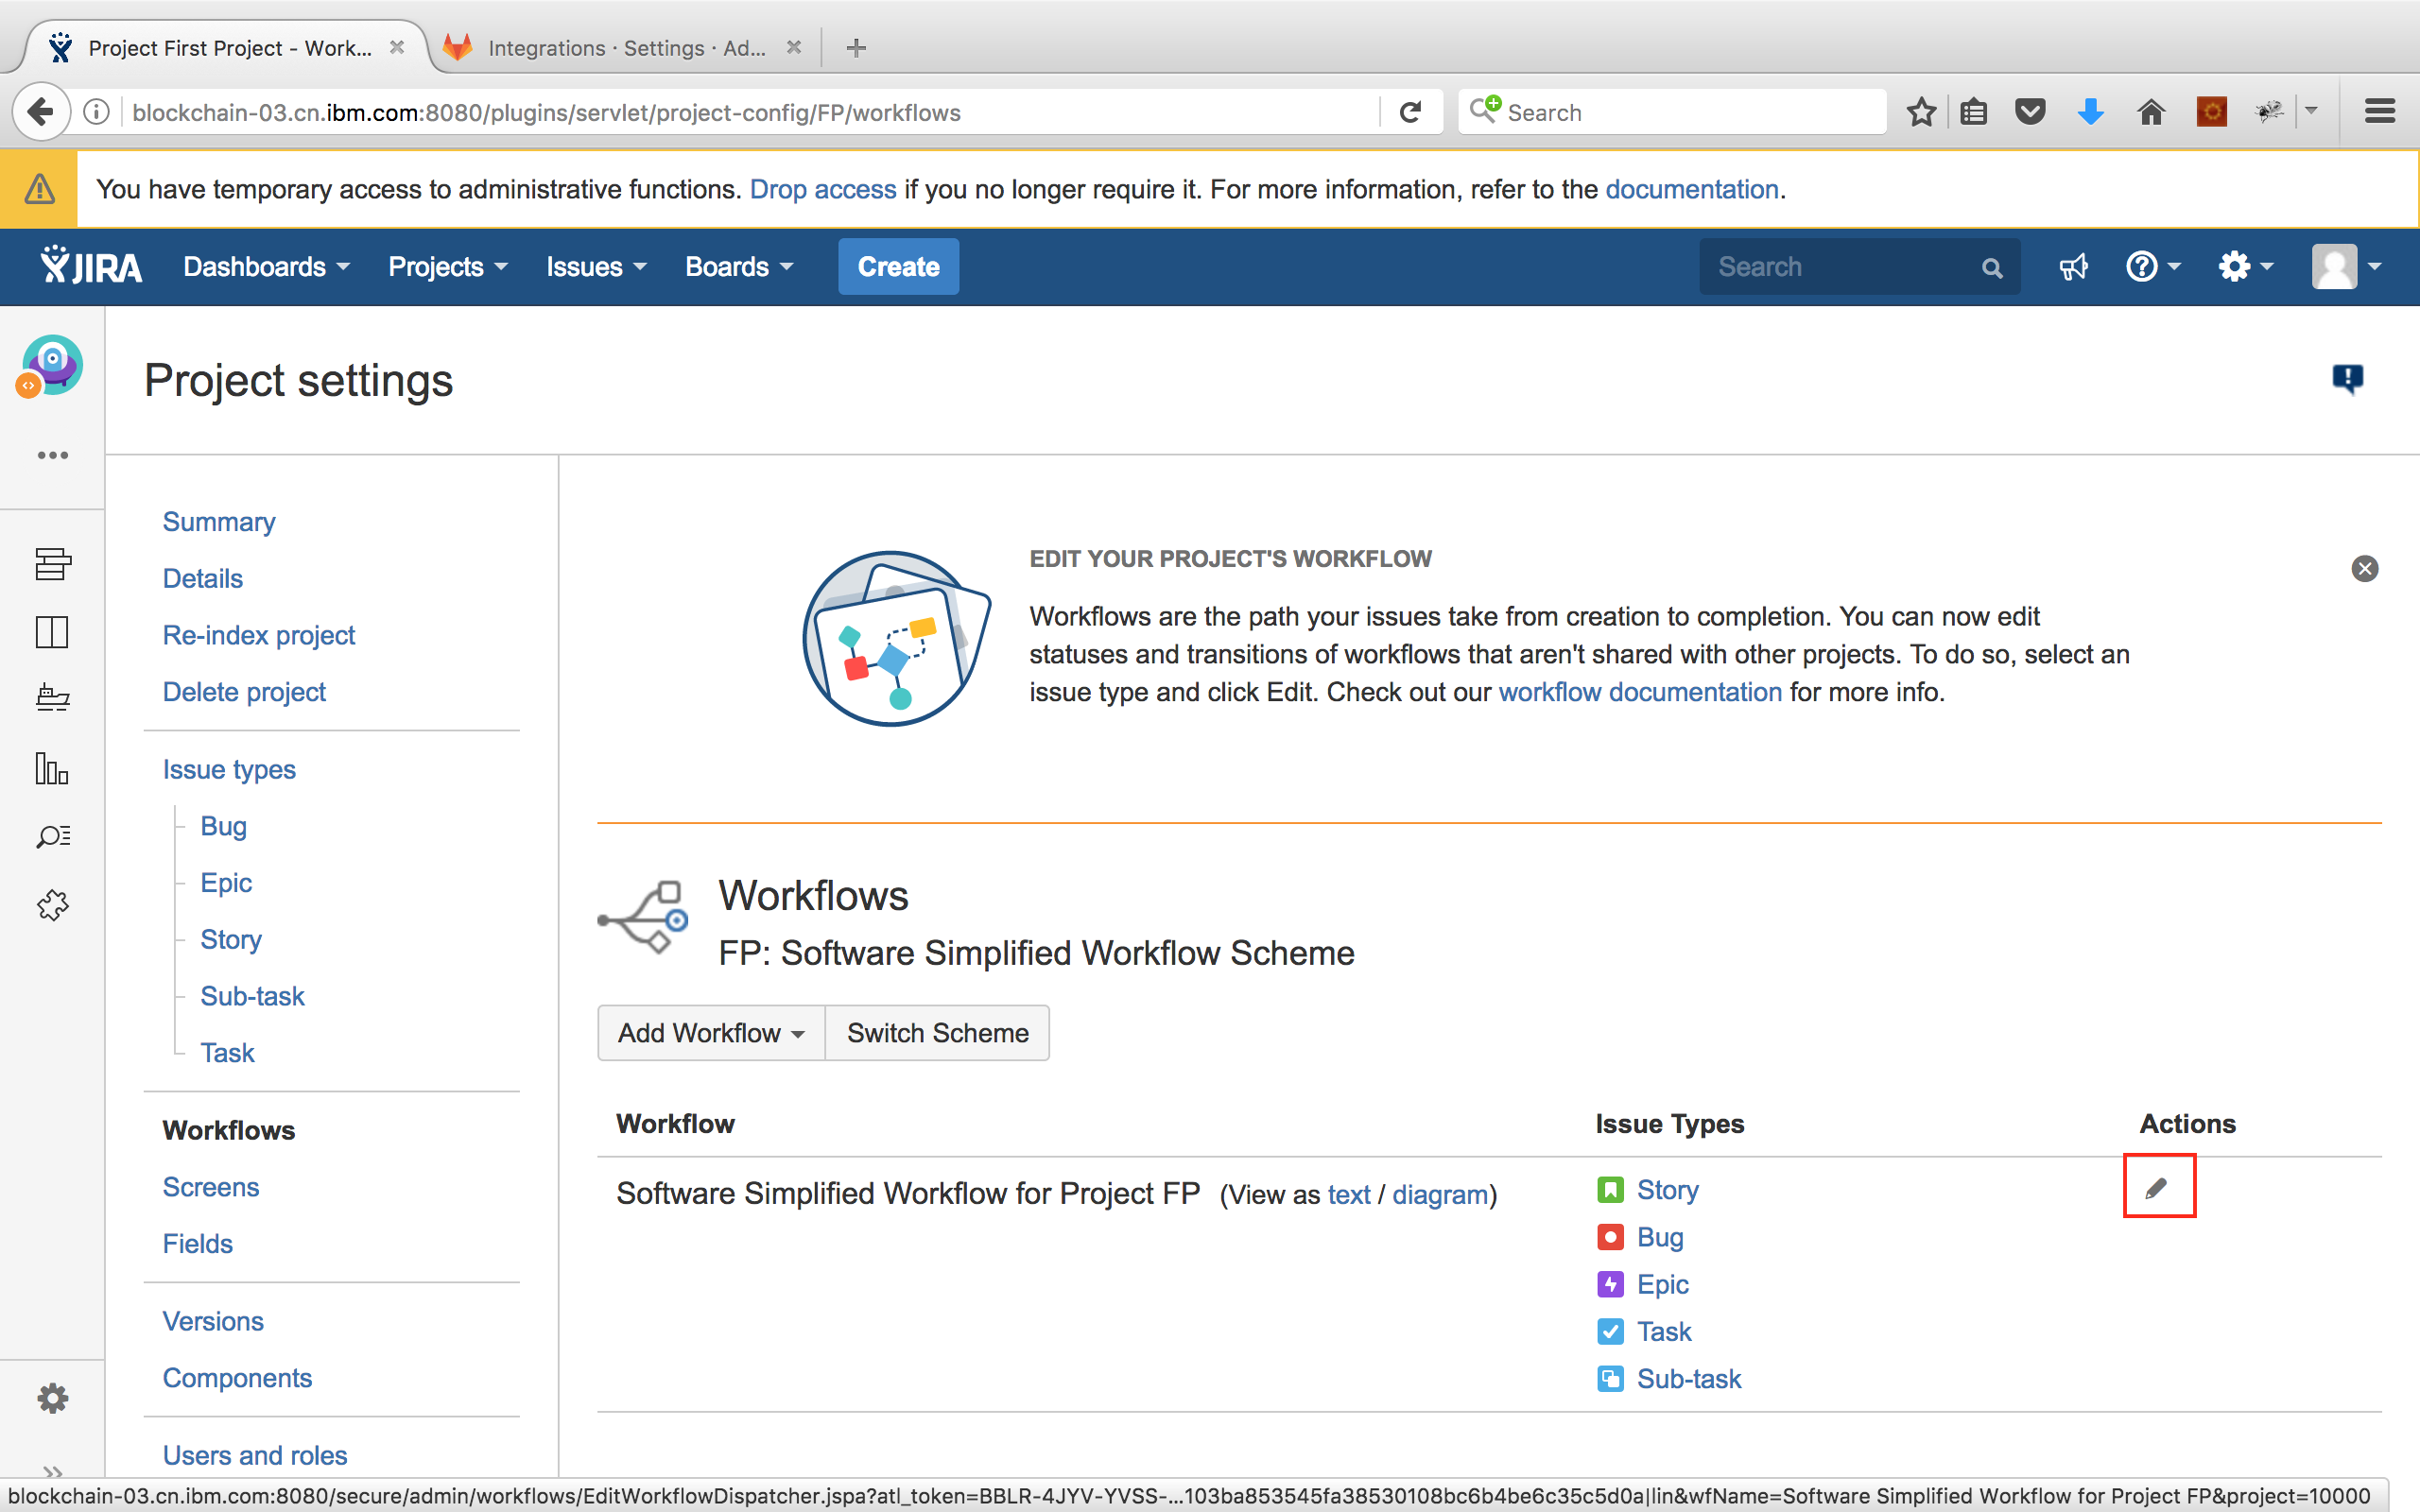 Project First Project - Work...
Integrations · Settings · Ad...
blockchain-03.cn.ibm.com:8080/plugins/servlet/project-config/FP/workflows
Search
You have temporary access to administrative functions. Drop access if you no longer require it. For more information, refer to the documentation.
JIRA Dashboards Projects Issues Boards Create Search
Project settings
Summary
Details
Re-index project
Delete project
Issue types
Bug
Epic
Story
Sub-task
Task
Workflows
Screens
Fields
Versions
Components
Users and roles
EDIT YOUR PROJECT'S WORKFLOW
Workflows are the path your issues take from creation to completion. You can now edit
statuses and transitions of workflows that aren't shared with other projects. To do so, select an
issue type and click Edit. Check out our workflow documentation for more info.
Workflows
FP: Software Simplified Workflow Scheme
Add Workflow Switch Scheme
Workflow Issue Types Actions
Software Simplified Workflow for Project FP (View as text / diagram) Story
Bug
Epic
Task
Sub-task
blockchain-03.cn.ibm.com:8080/secure/admin/workflows/EditWorkflowDispatcher.jspa?atl_token=BBLR-4JYV-YVSS-...103ba853545fa38530108bc6b4be6c35c5d0a|lin&wfName=Software Simplified Workflow for Project FP&project=10000